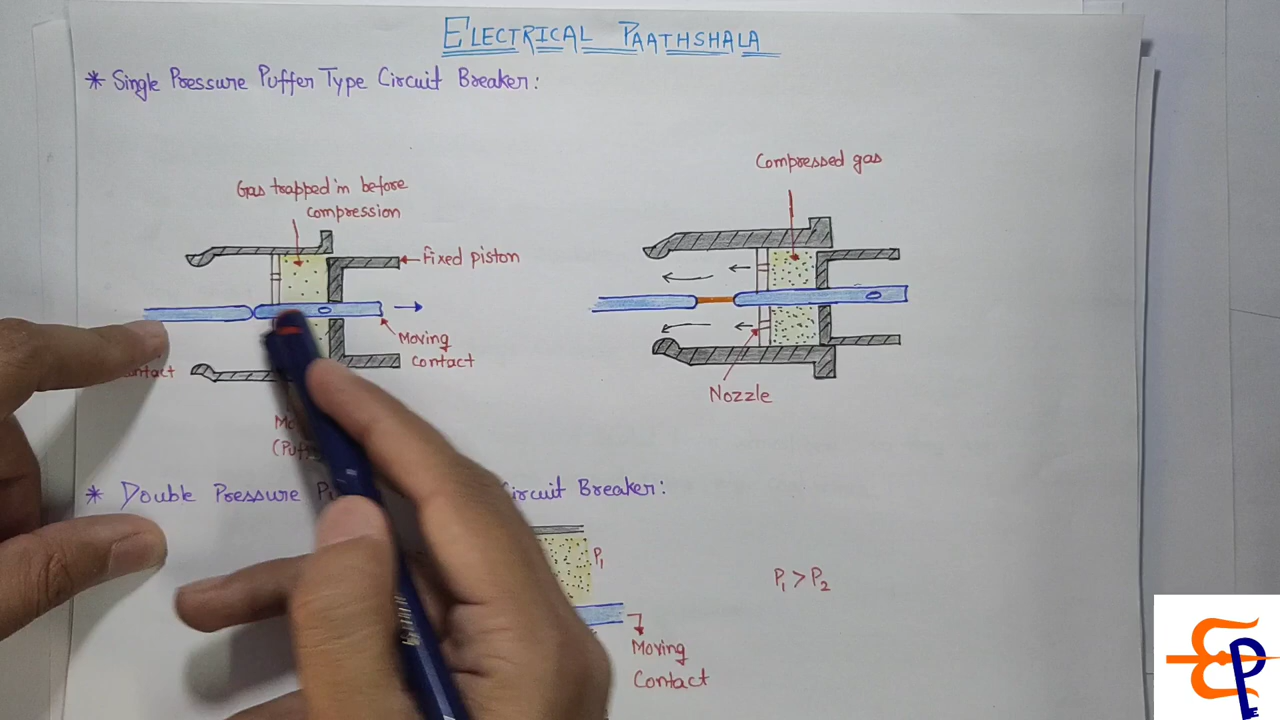 ELECTRICAL PAATHSHALA
* Single Pressure Puffer Type Circuit Breaker:
Gas trapped in before
compression
Fixed piston
Moving
contact
Compressed gas
Nozzle
* Double Pressure
Circuit Breaker:
P₁
P₁ > P₂
Moving
Contact
EP